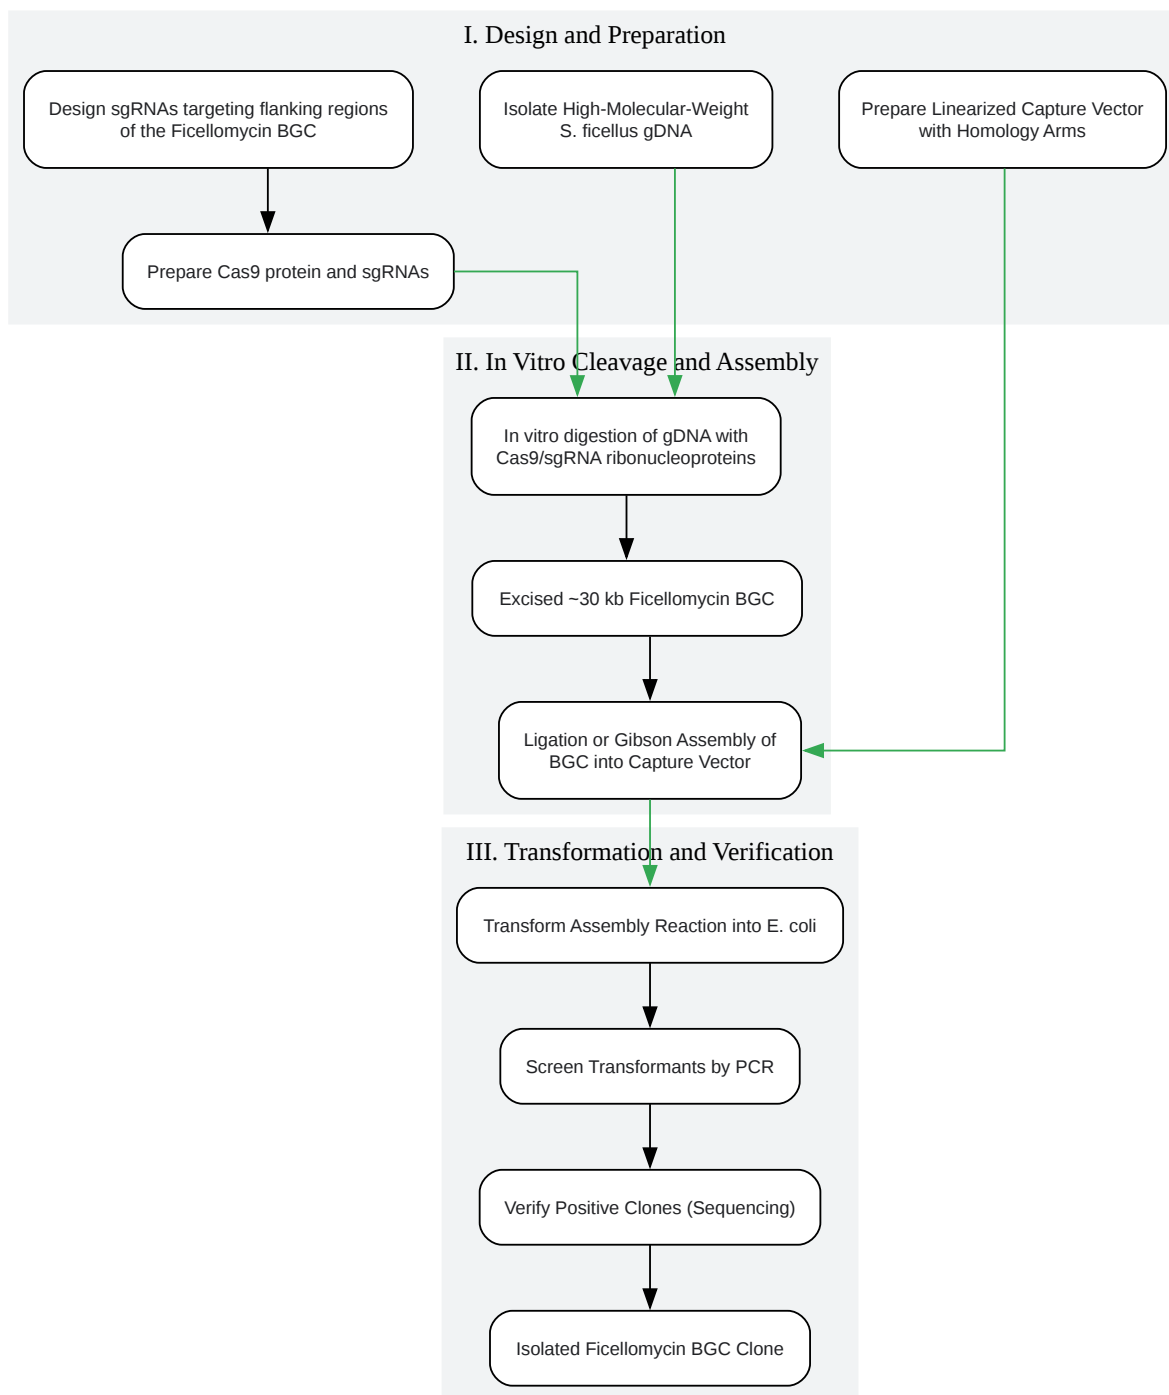 I. Design and Preparation
Design sgRNAs targeting flanking regions
of the Ficellomycin BGC
Isolate High-Molecular-Weight
S. ficellus gDNA
Prepare Linearized Capture Vector
with Homology Arms
Prepare Cas9 protein and sgRNAs
II. In Vitro Cleavage and Assembly
In vitro digestion of gDNA with
Cas9/sgRNA ribonucleoproteins
Excised ~30 kb Ficellomycin BGC
Ligation or Gibson Assembly of
BGC into Capture Vector
III. Transformation and Verification
Transform Assembly Reaction into E. coli
Screen Transformants by PCR
Verify Positive Clones (Sequencing)
Isolated Ficellomycin BGC Clone